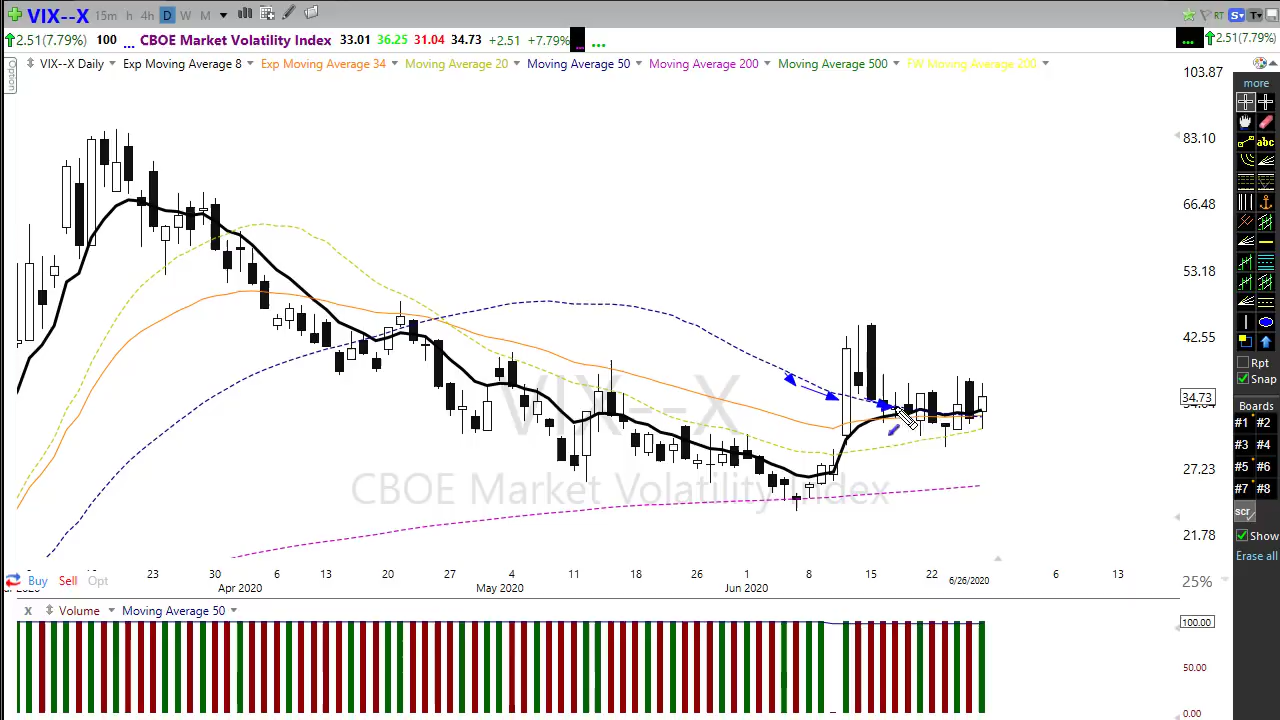 VIX--X 15m h 4h D W M RT S T
2.51(7.79%) 100 ... CBOE Market Volatility Index 33.01 36.25 31.04 34.73 +2.51 +7.79% ... ... 2.51(7.79%)
Option
VIX--X Daily Exp Moving Average 8 Exp Moving Average 34 Moving Average 20 Moving Average 50 Moving Average 200 Moving Average 500 FW Moving Average 200
103.87
83.10
66.48
53.18
42.55
34.73
27.23
21.78
VIX--X
CBOE Market Volatility Index
more
abc
Rpt
Snap
Boards
#1 #2
#3 #4
#5 #6
#7 #8
scr
Show
Erase all
23 30 6 13 20 27 4 11 18 26 1 8 15 22 6/26/2020 6 13
Buy Sell Opt
Apr 2020 May 2020 Jun 2020
25%
x Volume Moving Average 50
100.00
50.00
0.00